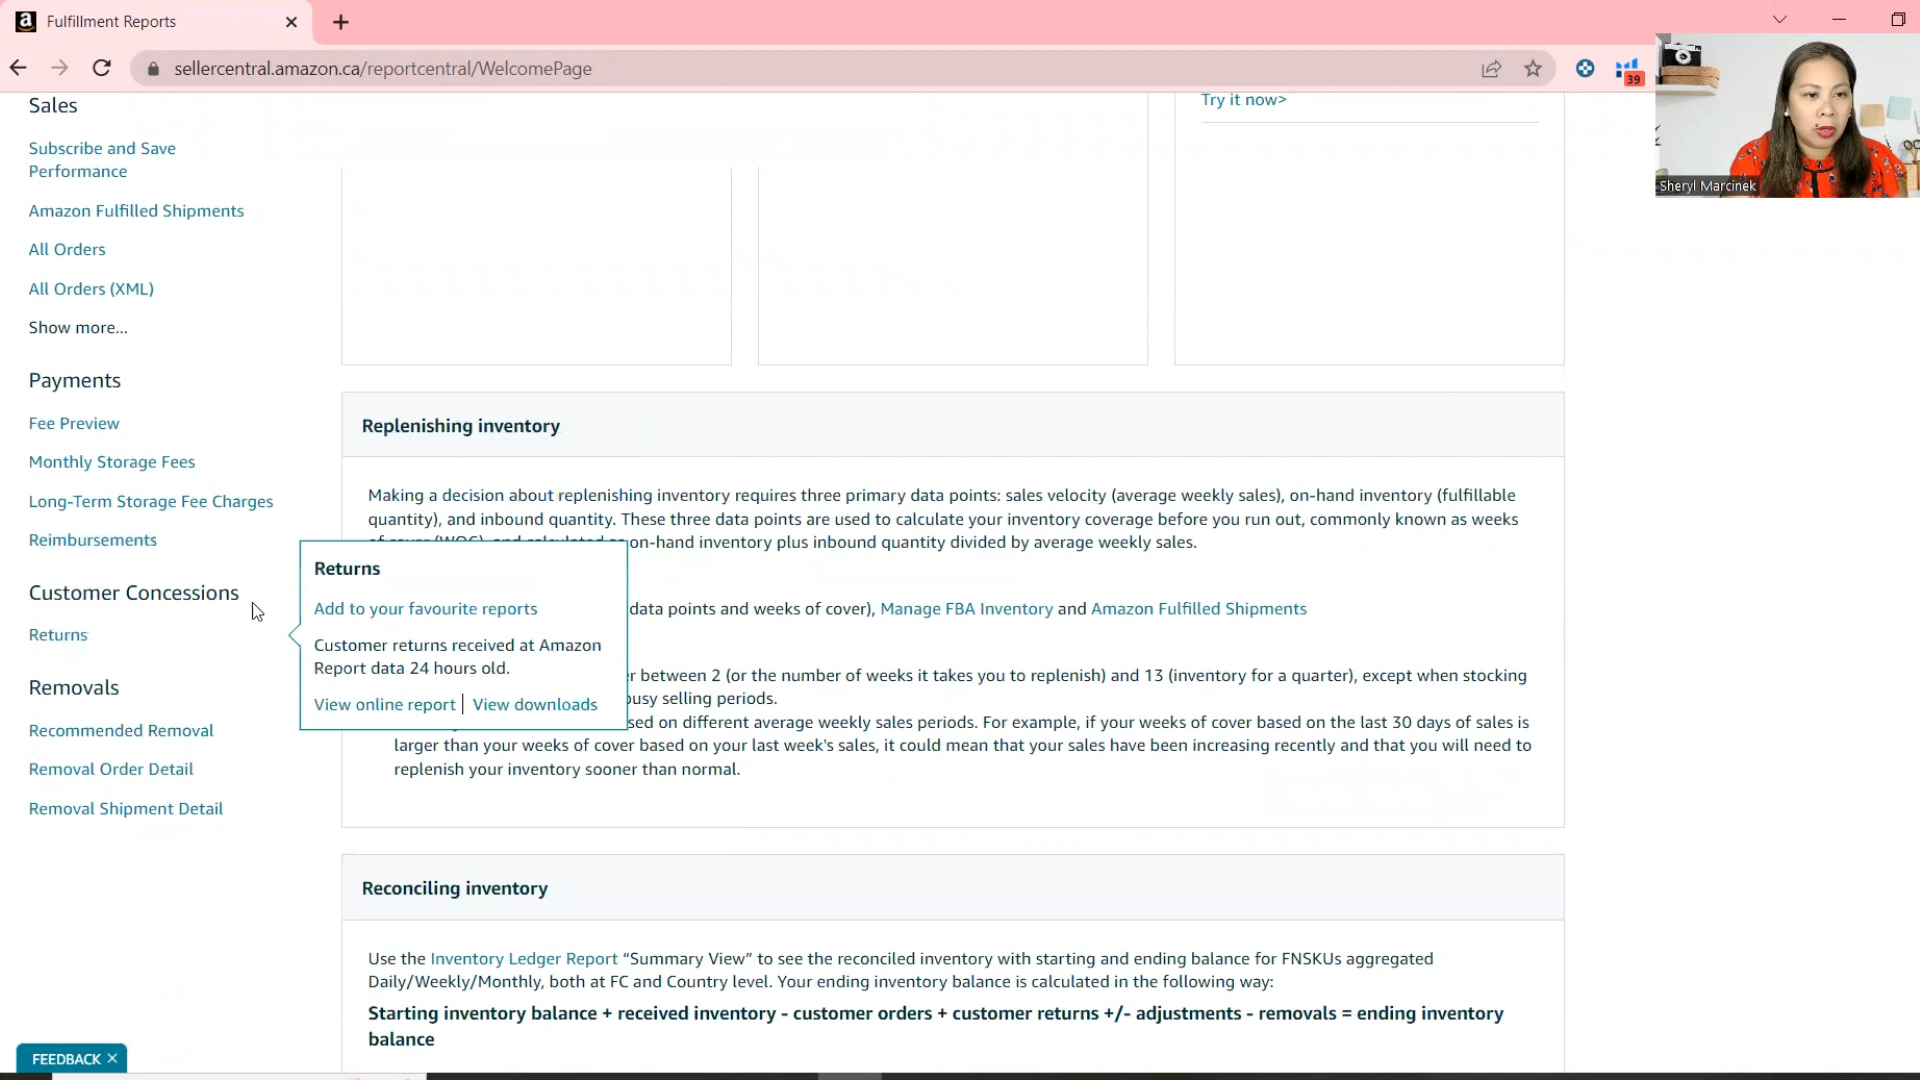 Fulfillment Reports
sellercentral.amazon.ca/reportcentral/WelcomePage
39
Sheryl Marcinek
Sales
Subscribe and Save
Performance
Amazon Fulfilled Shipments
All Orders
All Orders (XML)
Show more...
Payments
Fee Preview
Monthly Storage Fees
Long-Term Storage Fee Charges
Reimbursements
Customer Concessions
Returns
Removals
Recommended Removal
Removal Order Detail
Removal Shipment Detail
FEEDBACK
Try it now>
Replenishing inventory
Making a decision about replenishing inventory requires three primary data points: sales velocity (average weekly sales), on-hand inventory (fulfillable
quantity), and inbound quantity. These three data points are used to calculate your inventory coverage before you run out, commonly known as weeks
on-hand inventory plus inbound quantity divided by average weekly sales.
data points and weeks of cover), Manage FBA Inventory and Amazon Fulfilled Shipments
between 2 (or the number of weeks it takes you to replenish) and 13 (inventory for a quarter), except when stocking
busy selling periods.
sed on different average weekly sales periods. For example, if your weeks of cover based on the last 30 days of sales is
larger than your weeks of cover based on your last week's sales, it could mean that your sales have been increasing recently and that you will need to
replenish your inventory sooner than normal.
Returns
Add to your favourite reports
Customer returns received at Amazon
Report data 24 hours old.
View online report | View downloads
Reconciling inventory
Use the Inventory Ledger Report “Summary View” to see the reconciled inventory with starting and ending balance for FNSKUs aggregated
Daily/Weekly/Monthly, both at FC and Country level. Your ending inventory balance is calculated in the following way:
Starting inventory balance + received inventory - customer orders + customer returns +/- adjustments - removals = ending inventory
balance